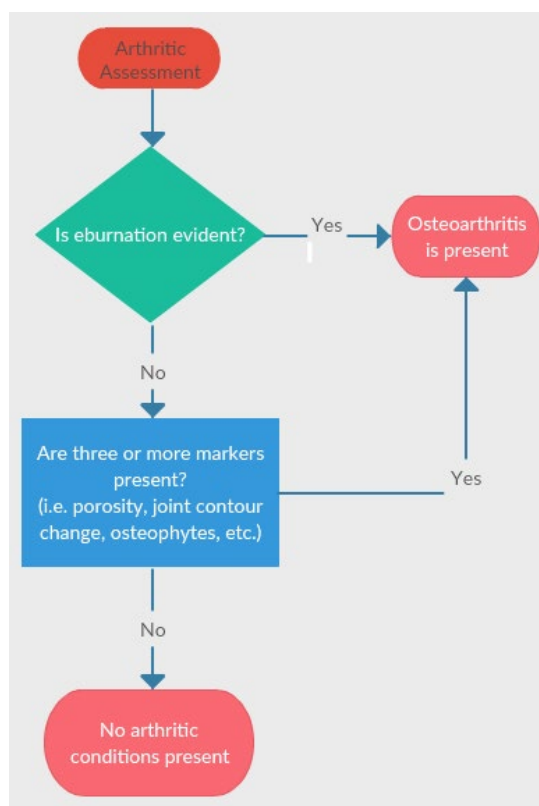 Arthritic
Assessment
Is eburnation evident?
Yes
Osteoarthritis
is present
No
Are three or more markers
present?
(i.e. porosity, joint contour
change, osteophytes, etc.)
Yes
No
No arthritic
conditions present